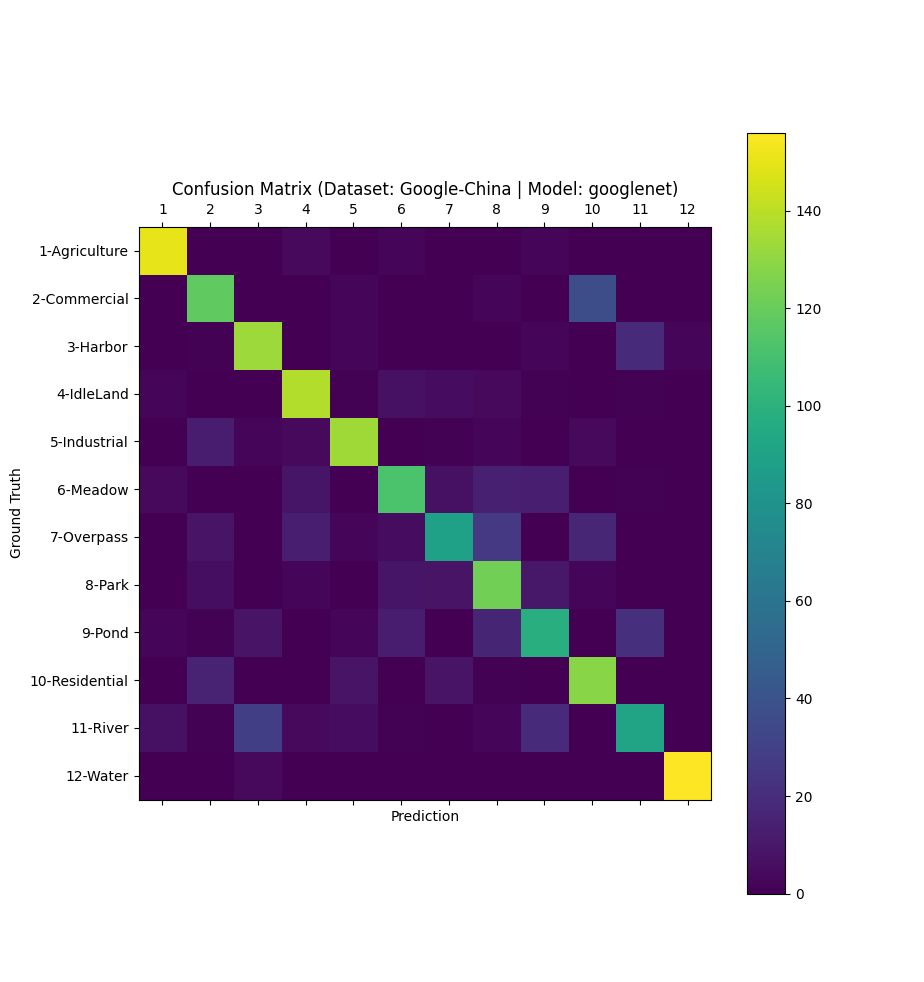 Confusion Matrix (Dataset: Google-China | Model: googlenet)
1 2 3 4 5 6 7 8 9 10 11 12
1-Agriculture
2-Commercial
3-Harbor
4-IdleLand
5-Industrial
6-Meadow
7-Overpass
8-Park
9-Pond
10-Residential
11-River
12-Water
Ground Truth
Prediction
140
120
100
80
60
40
20
0